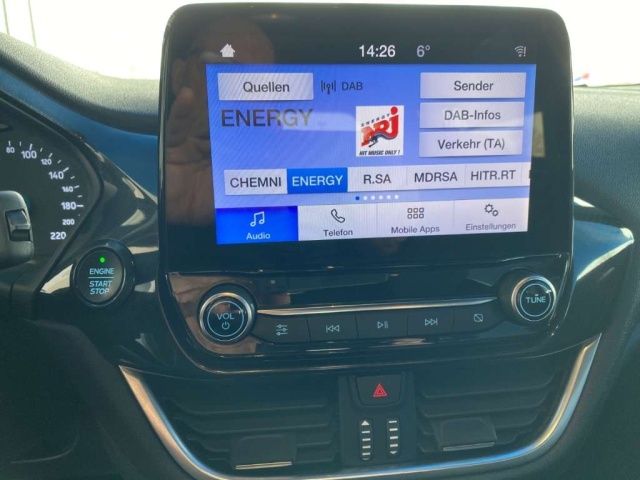 14:26 6°
Quellen DAB Sender
ENERGY
ENERGY
NRJ
HIT MUSIC ONLY!
DAB-Infos
Verkehr (TA)
CHEMNI ENERGY R.SA MDRSA HITR.RT
Audio Telefon Mobile Apps Einstellungen
80 100 120 140 160 180 200 220
ENGINE
START
STOP
VOL
TUNE